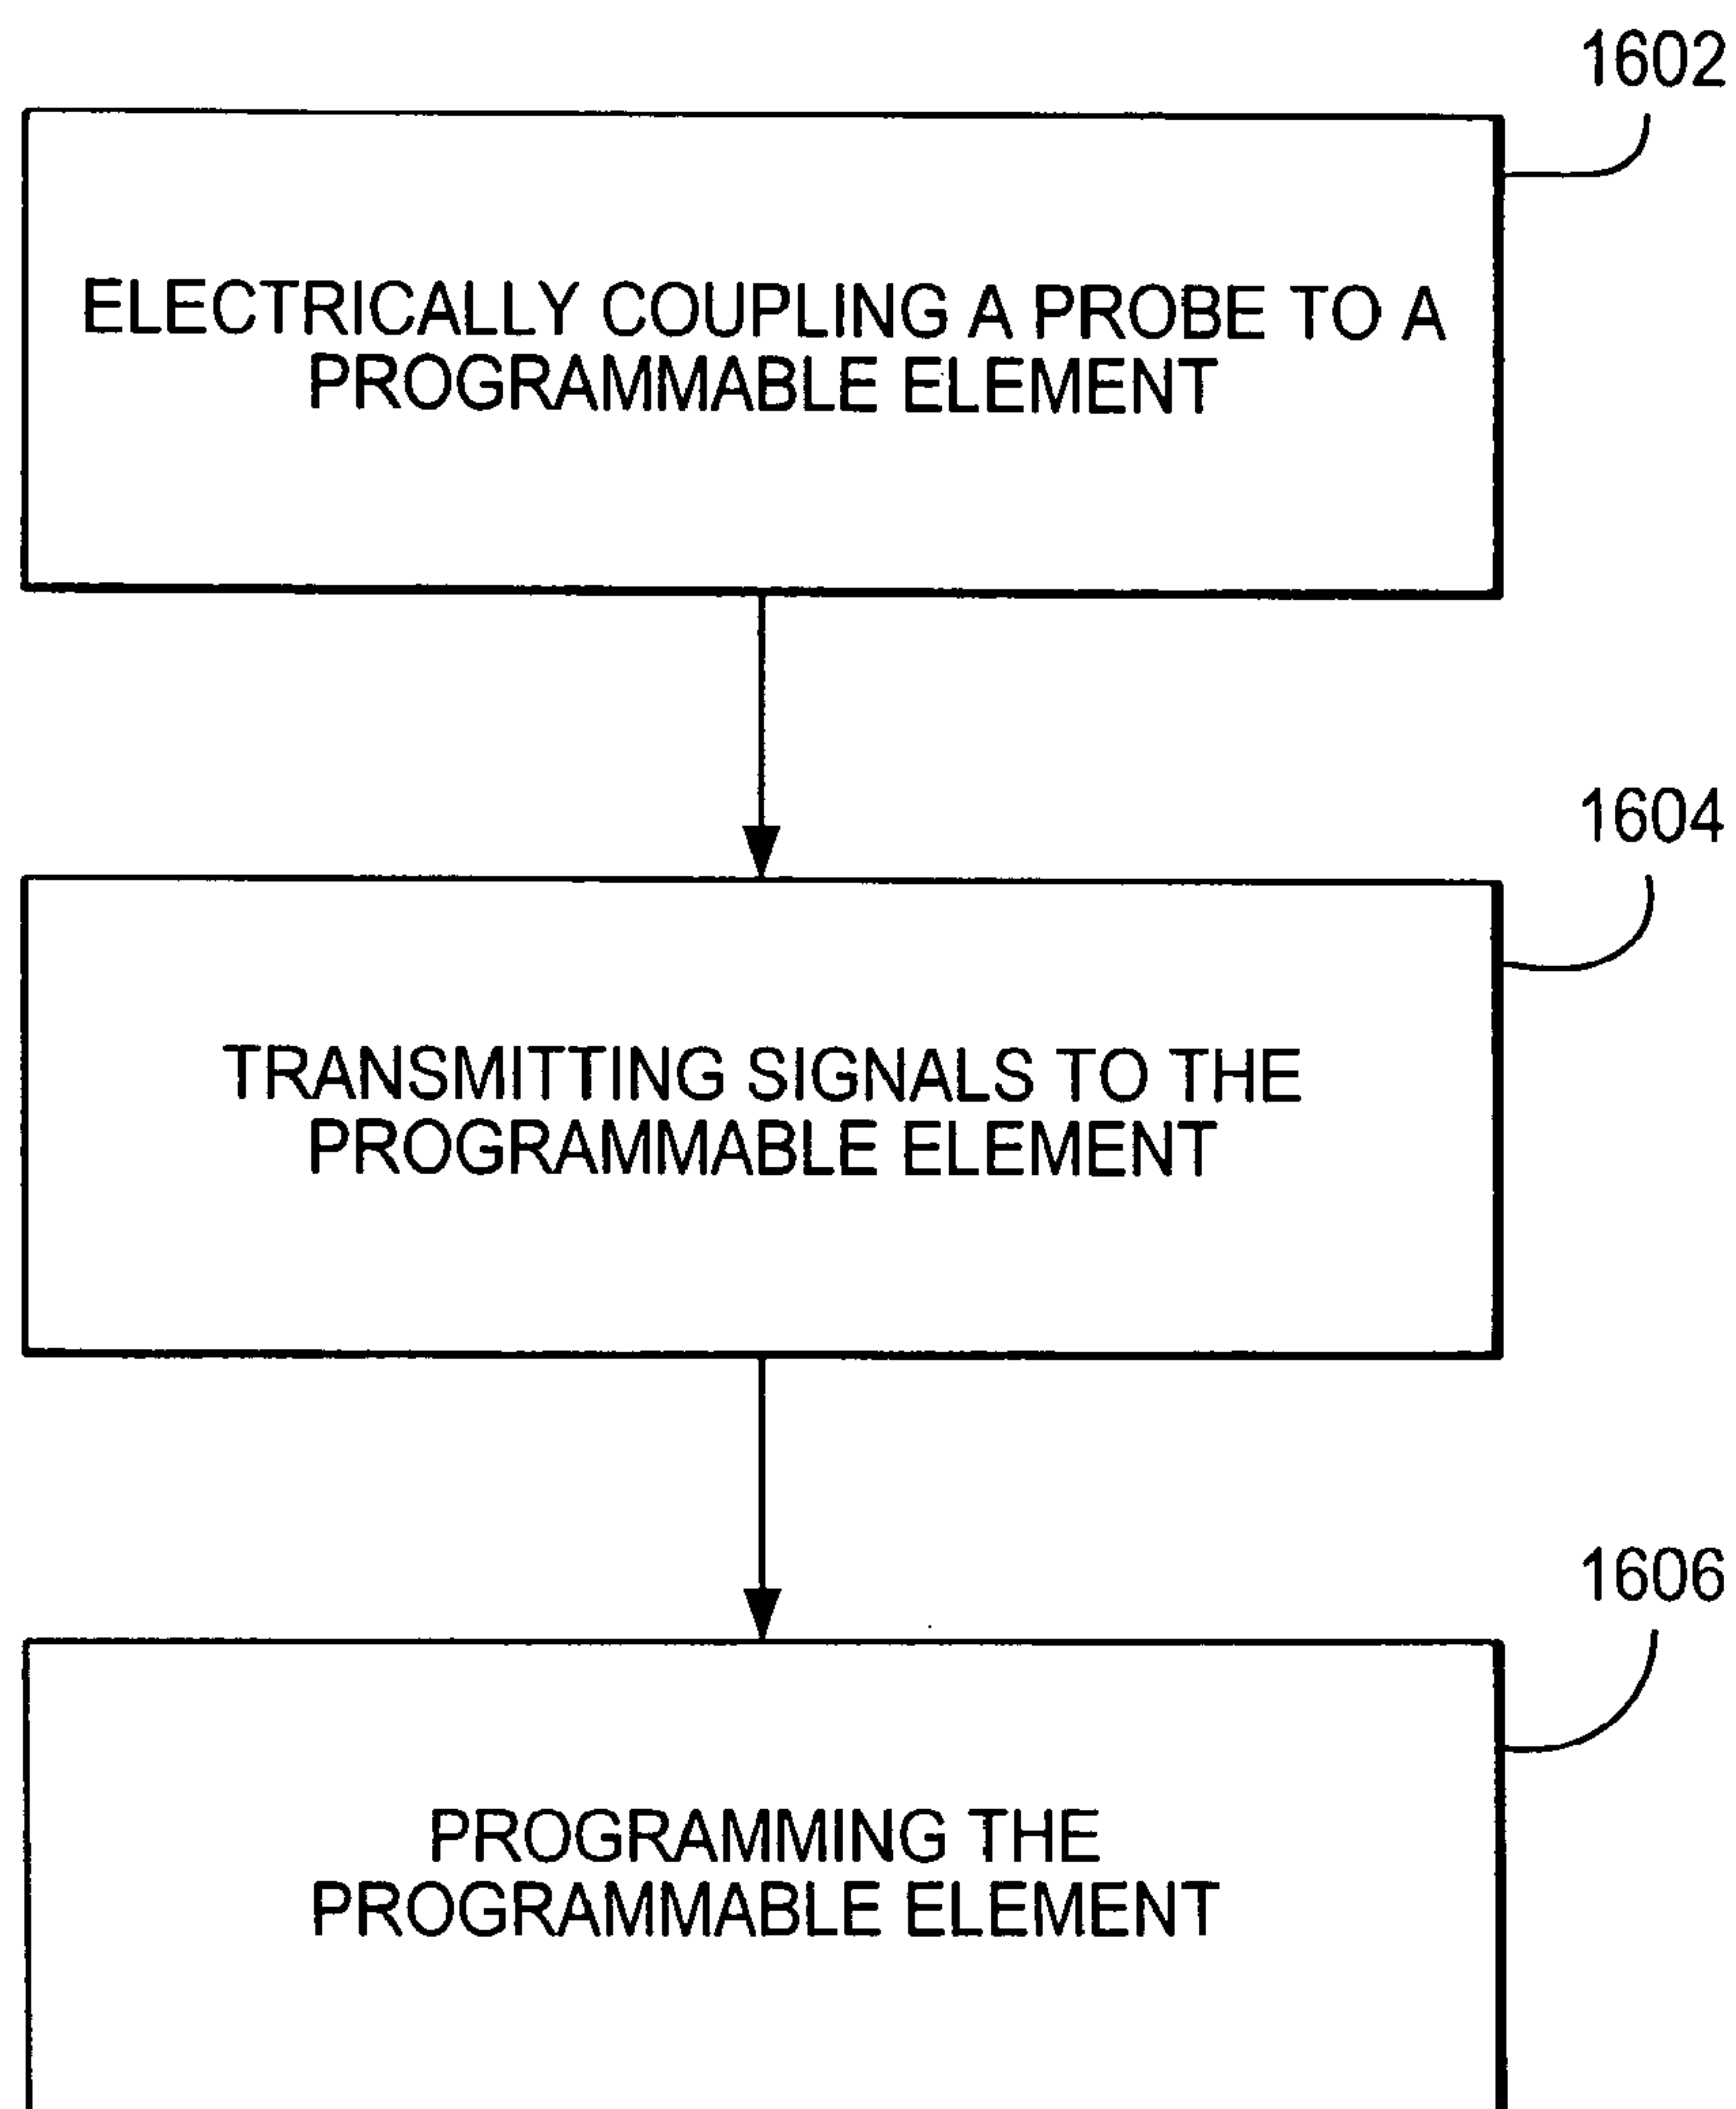 1602
ELECTRICALLY COUPLING A PROBE TO A
PROGRAMMABLE ELEMENT
1604
TRANSMITTING SIGNALS TO THE
PROGRAMMABLE ELEMENT
1606
PROGRAMMING THE
PROGRAMMABLE ELEMENT